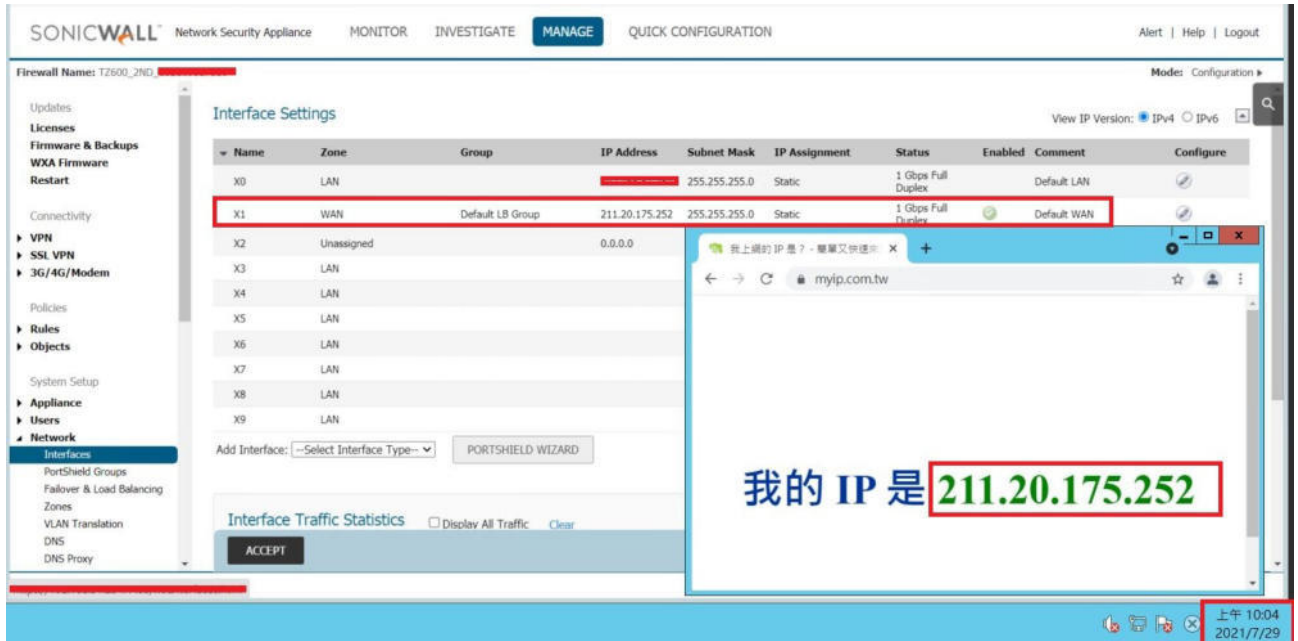 SONICWALL Network Security Appliance MONITOR INVESTIGATE MANAGE QUICK CONFIGURATION Alert | Help | Logout
Firewall Name: TZ600_2ND_ Mode: Configuration
Updates
Licenses
Firmware & Backups
WXA Firmware
Restart
Connectivity
VPN
SSL VPN
3G/4G/Modem
Policies
Rules
Objects
System Setup
Appliance
Users
Network
Interfaces
PortShield Groups
Failover & Load Balancing
Zones
VLAN Translation
DNS
DNS Proxy
Interface Settings
View IP Version: IPv4 IPv6
Name Zone Group IP Address Subnet Mask IP Assignment Status Enabled Comment Configure
X0 LAN 255.255.255.0 Static 1 Gbps Full Duplex Default LAN
X1 WAN Default LB Group 211.20.175.252 255.255.255.0 Static 1 Gbps Full Duplex Default WAN
X2 Unassigned 0.0.0.0
X3 LAN
X4 LAN
X5 LAN
X6 LAN
X7 LAN
X8 LAN
X9 LAN
Add Interface: --Select Interface Type-- PORTSHIELD WIZARD
Interface Traffic Statistics Display All Traffic Clear
ACCEPT
我上網的 IP 是? - 簡單又快速
myip.com.tw
我的 IP 是 211.20.175.252
上午 10:04
2021/7/29